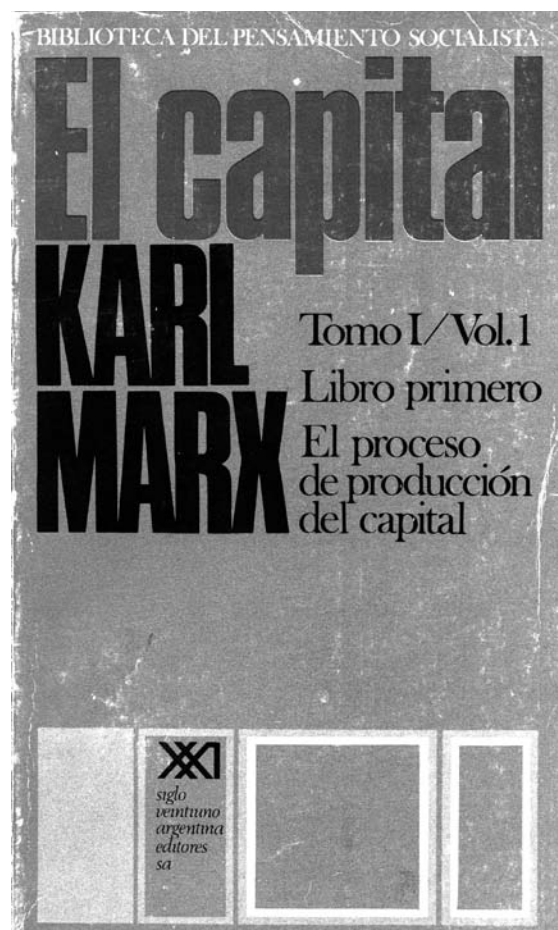 BIBLIOTECA DEL PENSAMIENTO SOCIALISTA
El capital
KARL
MARX
Tomo I/Vol.1
Libro primero
El proceso
de producción
del capital
XXI
siglo
veintiuno
argentina
editores
sa